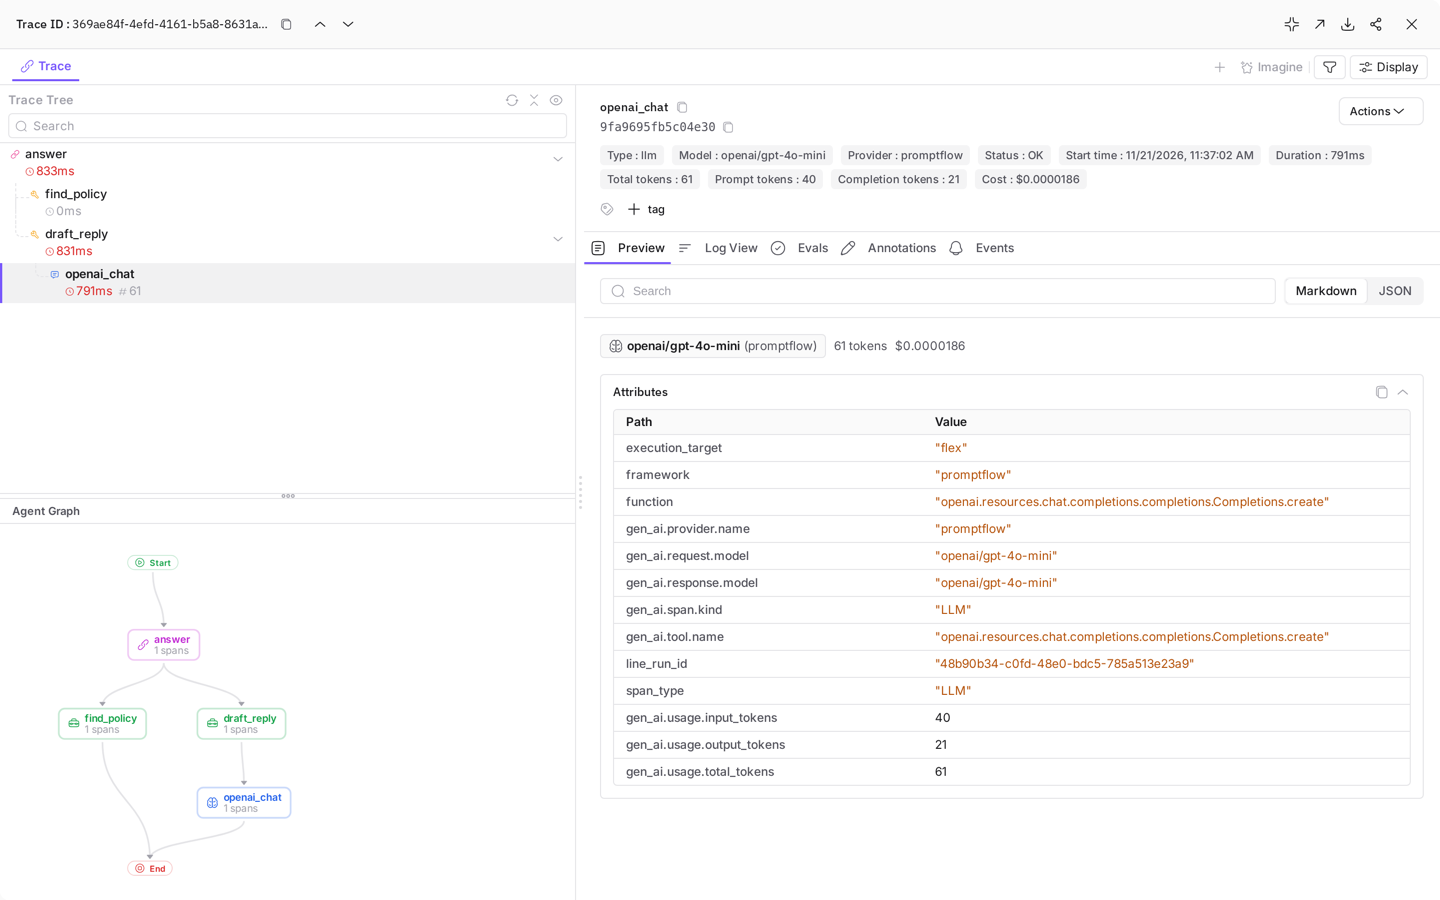 Trace ID : 369ae84f-4efd-4161-b5a8-8631a...
Trace
Imagine
Display
Trace Tree
Search
answer
833ms
find_policy
0ms
draft_reply
831ms
openai_chat
791ms # 61
Agent Graph
Start
answer
1 spans
find_policy
1 spans
draft_reply
1 spans
openai_chat
1 spans
End
openai_chat
Actions
9fa9695fb5c04e30
Type : llm Model : openai/gpt-4o-mini Provider : promptflow Status : OK Start time : 11/21/2026, 11:37:02 AM Duration : 791ms
Total tokens : 61 Prompt tokens : 40 Completion tokens : 21 Cost : $0.0000186
tag
Preview Log View Evals Annotations Events
Search
Markdown JSON
openai/gpt-4o-mini (promptflow) 61 tokens $0.0000186
Attributes
Path Value
execution_target "flex"
framework "promptflow"
function "openai.resources.chat.completions.completions.Completions.create"
gen_ai.provider.name "promptflow"
gen_ai.request.model "openai/gpt-4o-mini"
gen_ai.response.model "openai/gpt-4o-mini"
gen_ai.span.kind "LLM"
gen_ai.tool.name "openai.resources.chat.completions.completions.Completions.create"
line_run_id "48b90b34-c0fd-48e0-bdc5-785a513e23a9"
span_type "LLM"
gen_ai.usage.input_tokens 40
gen_ai.usage.output_tokens 21
gen_ai.usage.total_tokens 61